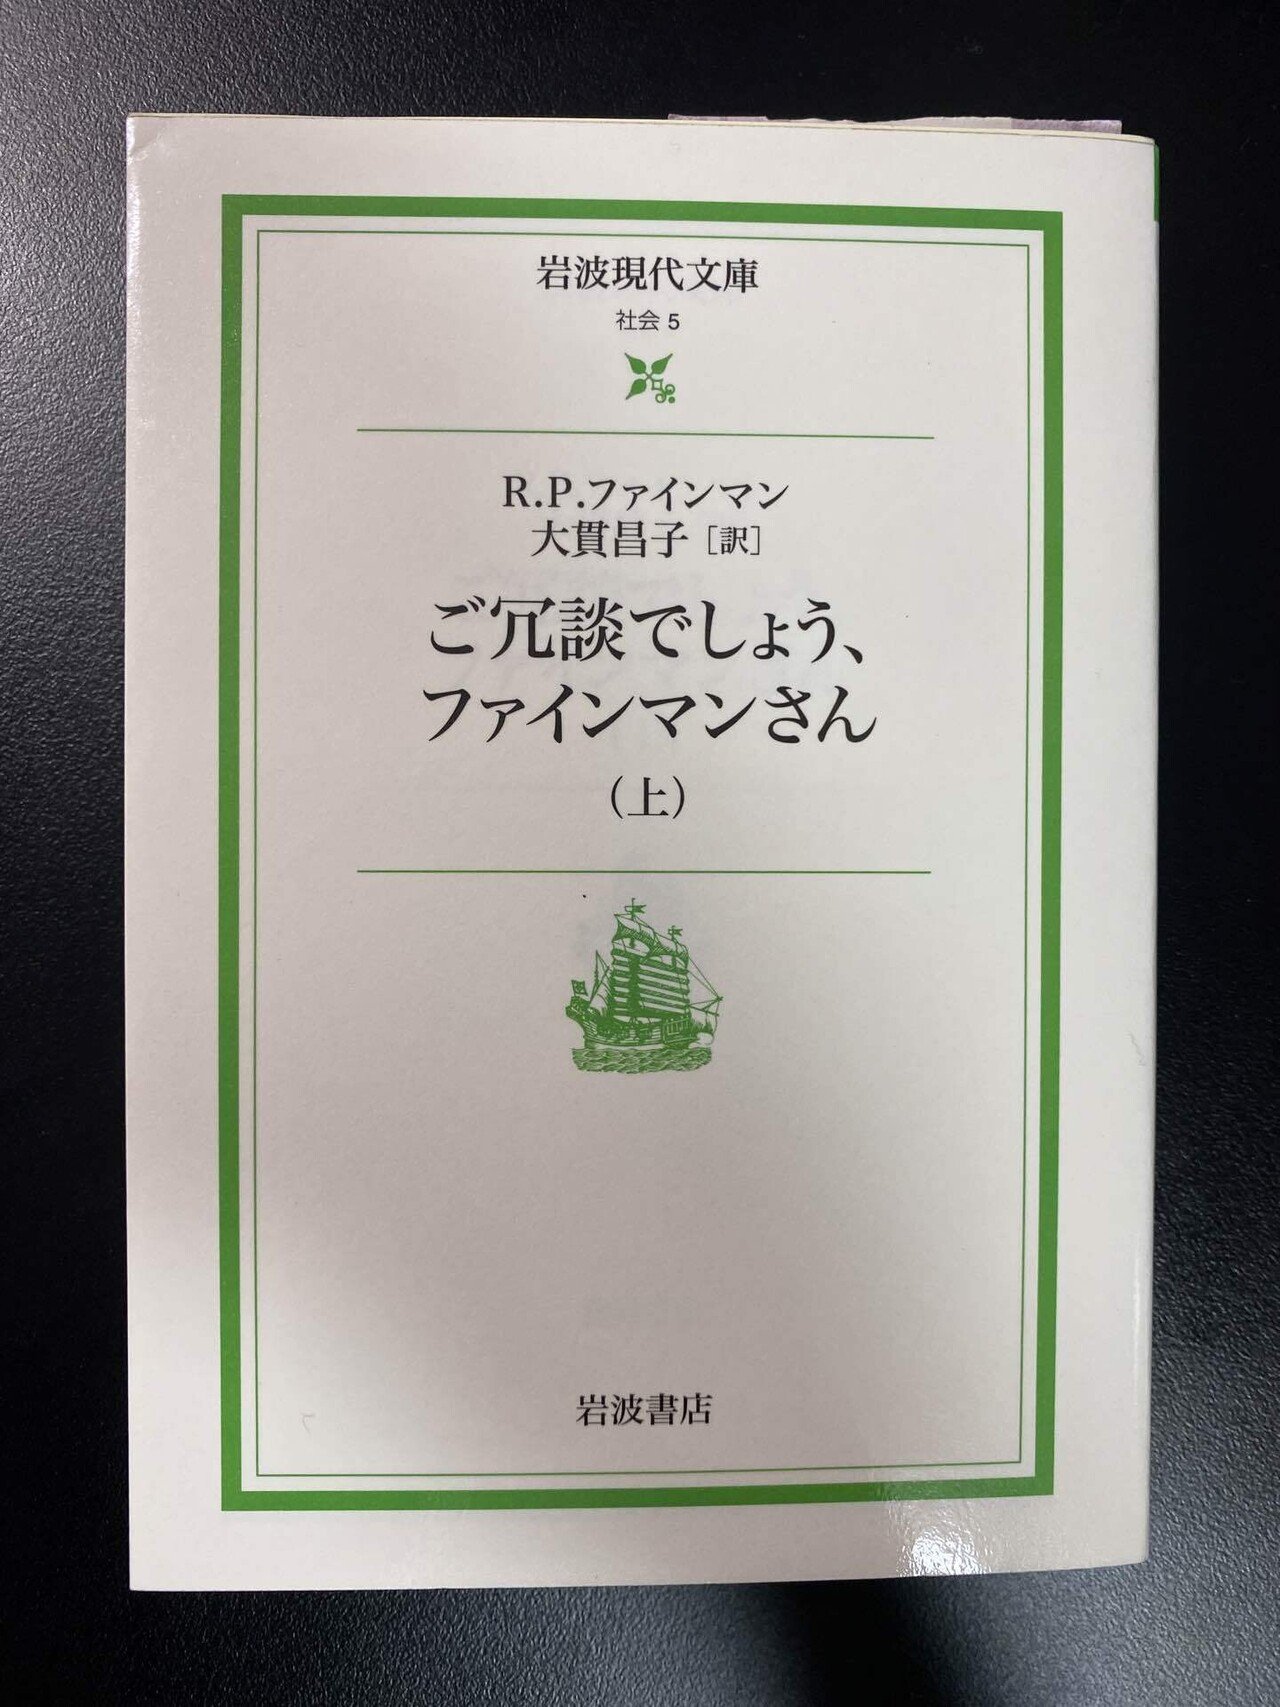 岩波現代文庫
社会 5
R.P.ファインマン
大貫昌子［訳］
ご冗談でしょう、
ファインマンさん
（上）
岩波書店